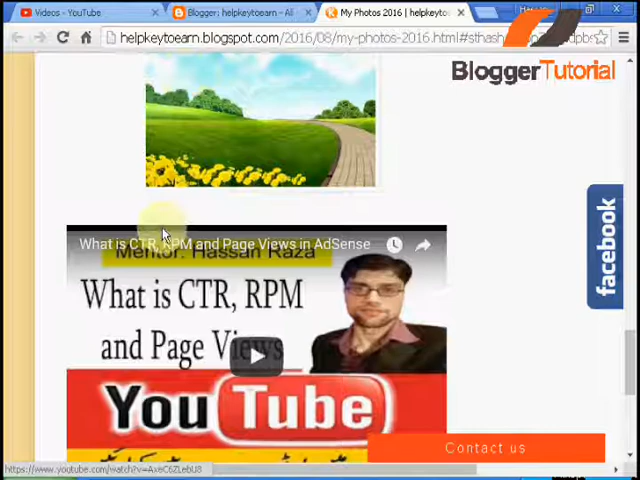 Videos - YouTube
Blogger: helpkeytoearn - All
My Photos 2016 | helpkeyto
helpkeytoearn.blogspot.com/2016/08/my-photos-2016.html#sthash
BloggerTutorial
facebook
What is CTR, RPM and Page Views in AdSense
Mentor: Hassan Raza
What is CTR, RPM
and Page Views
YouTube
Contact us